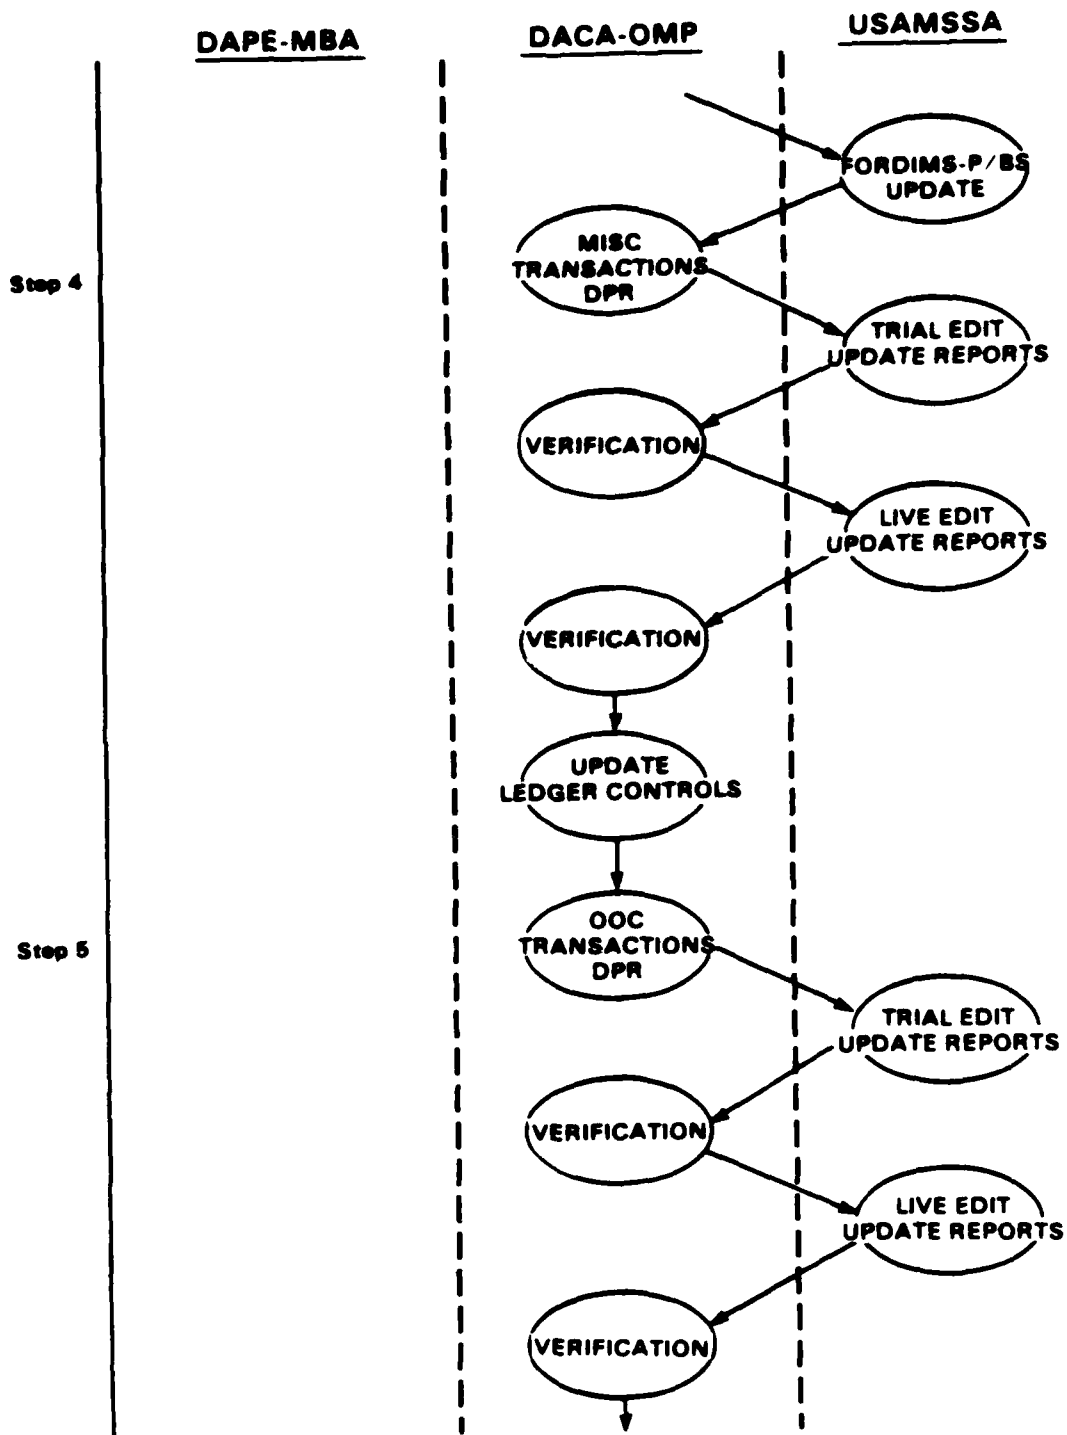 DAPE-MBA DACA-OMP USAMSSA
FORDIMS-P/BS
UPDATE
Step 4
MISC
TRANSACTIONS
DPR
TRIAL EDIT
UPDATE REPORTS
VERIFICATION
LIVE EDIT
UPDATE REPORTS
VERIFICATION
UPDATE
LEDGER CONTROLS
Step 5
OOC
TRANSACTIONS
DPR
TRIAL EDIT
UPDATE REPORTS
VERIFICATION
LIVE EDIT
UPDATE REPORTS
VERIFICATION